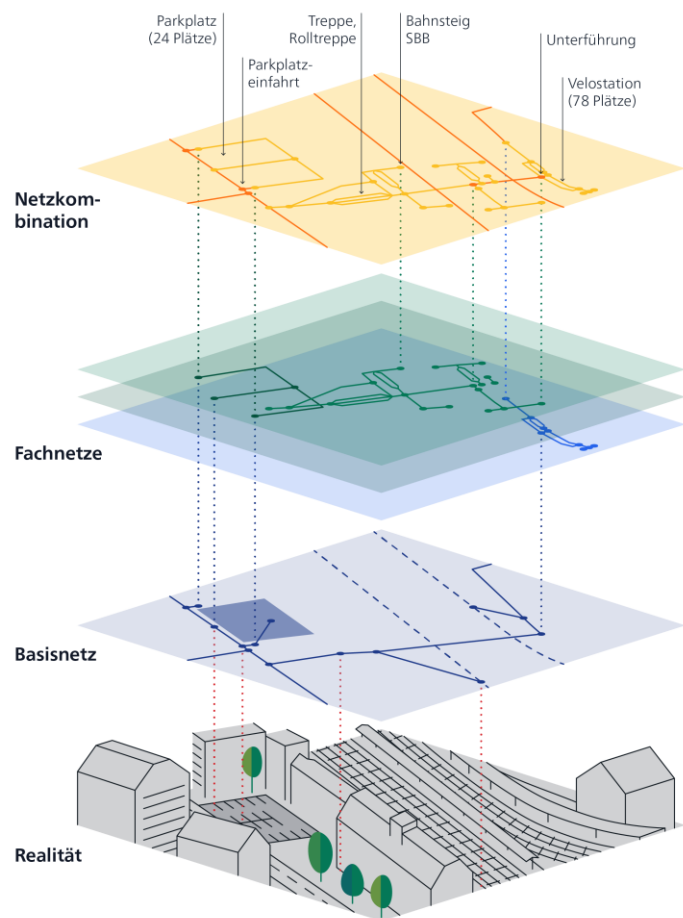 Parkplatz
(24 Plätze)
Treppe,
Rolltreppe
Bahnsteig
SBB
Unterführung
Parkplatz-
einfahrt
Velostation
(78 Plätze)
Netzkom-
bination
Fachnetze
Basisnetz
Realität